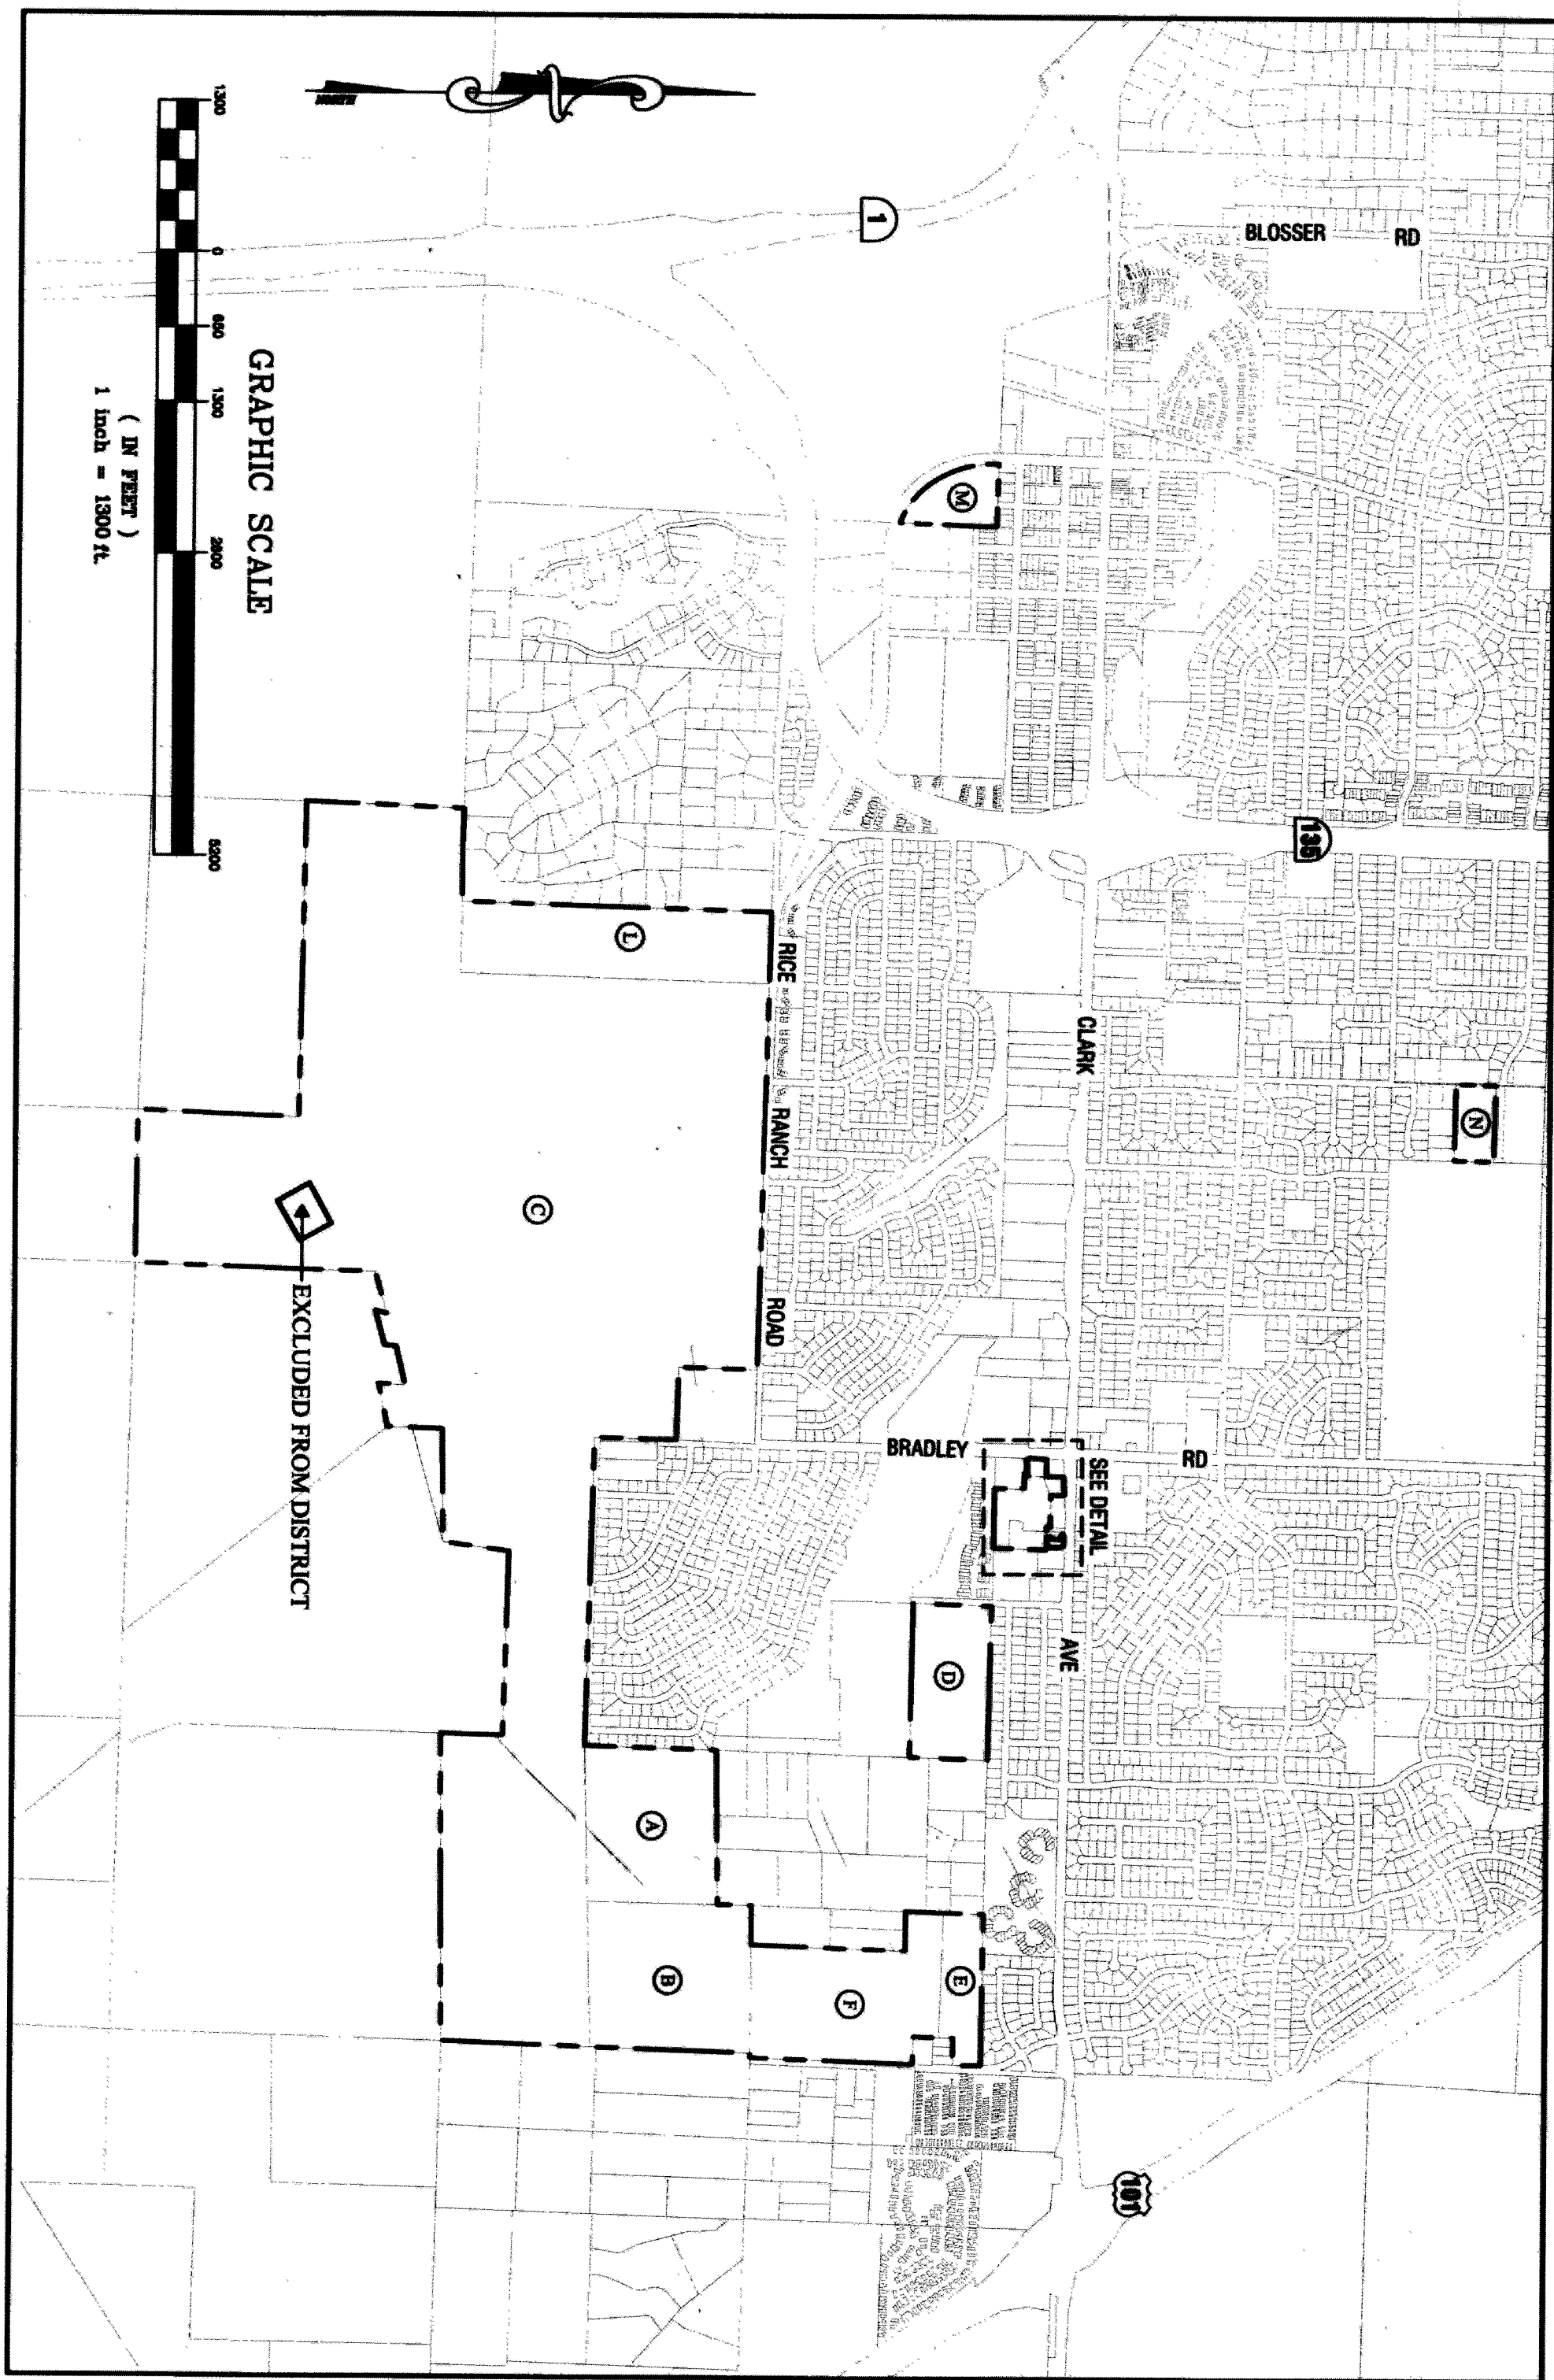 BLOSSER RD
1
135
N
M
CLARK AVE
SEE DETAIL
BRADLEY RD
RICE RANCH ROAD
L
C
D
A
B
E
F
101
EXCLUDED FROM DISTRICT
GRAPHIC SCALE
1300 0 650 1300 2600 5200
( IN FEET )
1 inch = 1300 ft.